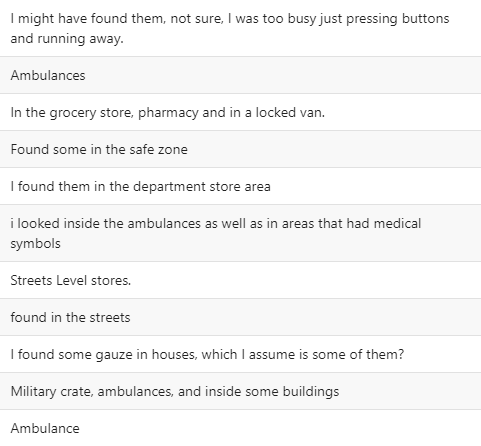 I might have found them, not sure, I was too busy just pressing buttons
and running away.
Ambulances
In the grocery store, pharmacy and in a locked van.
Found some in the safe zone
I found them in the department store area
i looked inside the ambulances as well as in areas that had medical
symbols
Streets Level stores.
found in the streets
I found some gauze in houses, which I assume is some of them?
Military crate, ambulances, and inside some buildings
Ambulance